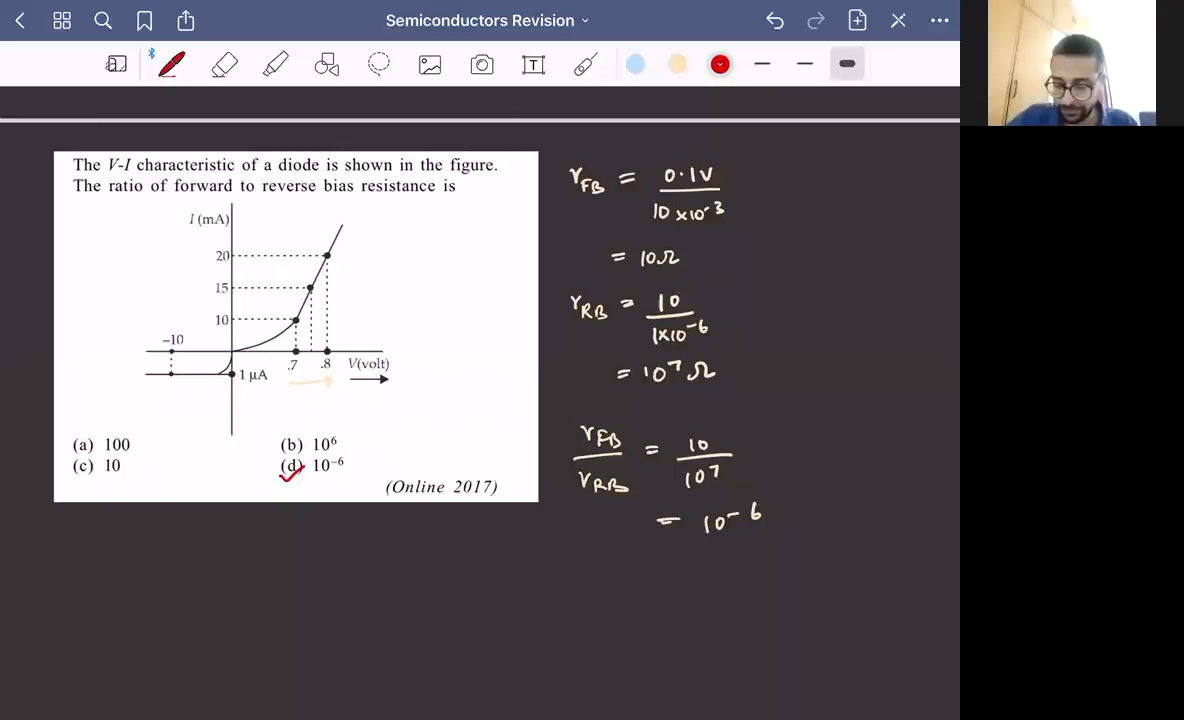 Semiconductors Revision
T
The V-I characteristic of a diode is shown in the figure.
The ratio of forward to reverse bias resistance is
I (mA)
20
15
10
−10
.7 .8 V(volt)
1 μA
(a) 100 (b) 10⁶
(c) 10 (d) 10⁻⁶
(Online 2017)
r_FB = 0.1V / 10 × 10⁻³
= 10Ω
r_RB = 10 / 1×10⁻⁶
= 10⁷ Ω
r_FB / r_RB = 10 / 10⁷
= 10⁻⁶